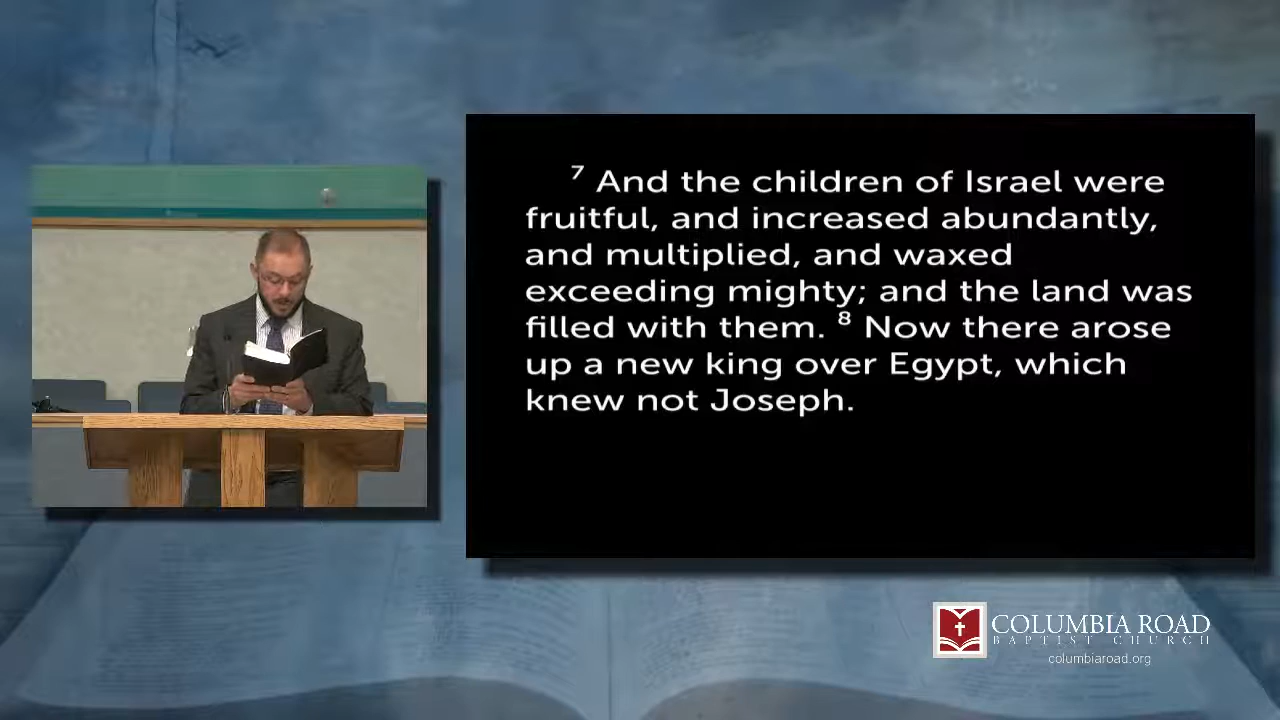 ⁷ And the children of Israel were
fruitful, and increased abundantly,
and multiplied, and waxed
exceeding mighty; and the land was
filled with them. ⁸ Now there arose
up a new king over Egypt, which
knew not Joseph.
COLUMBIA ROAD
BAPTIST CHURCH
columbiaroad.org